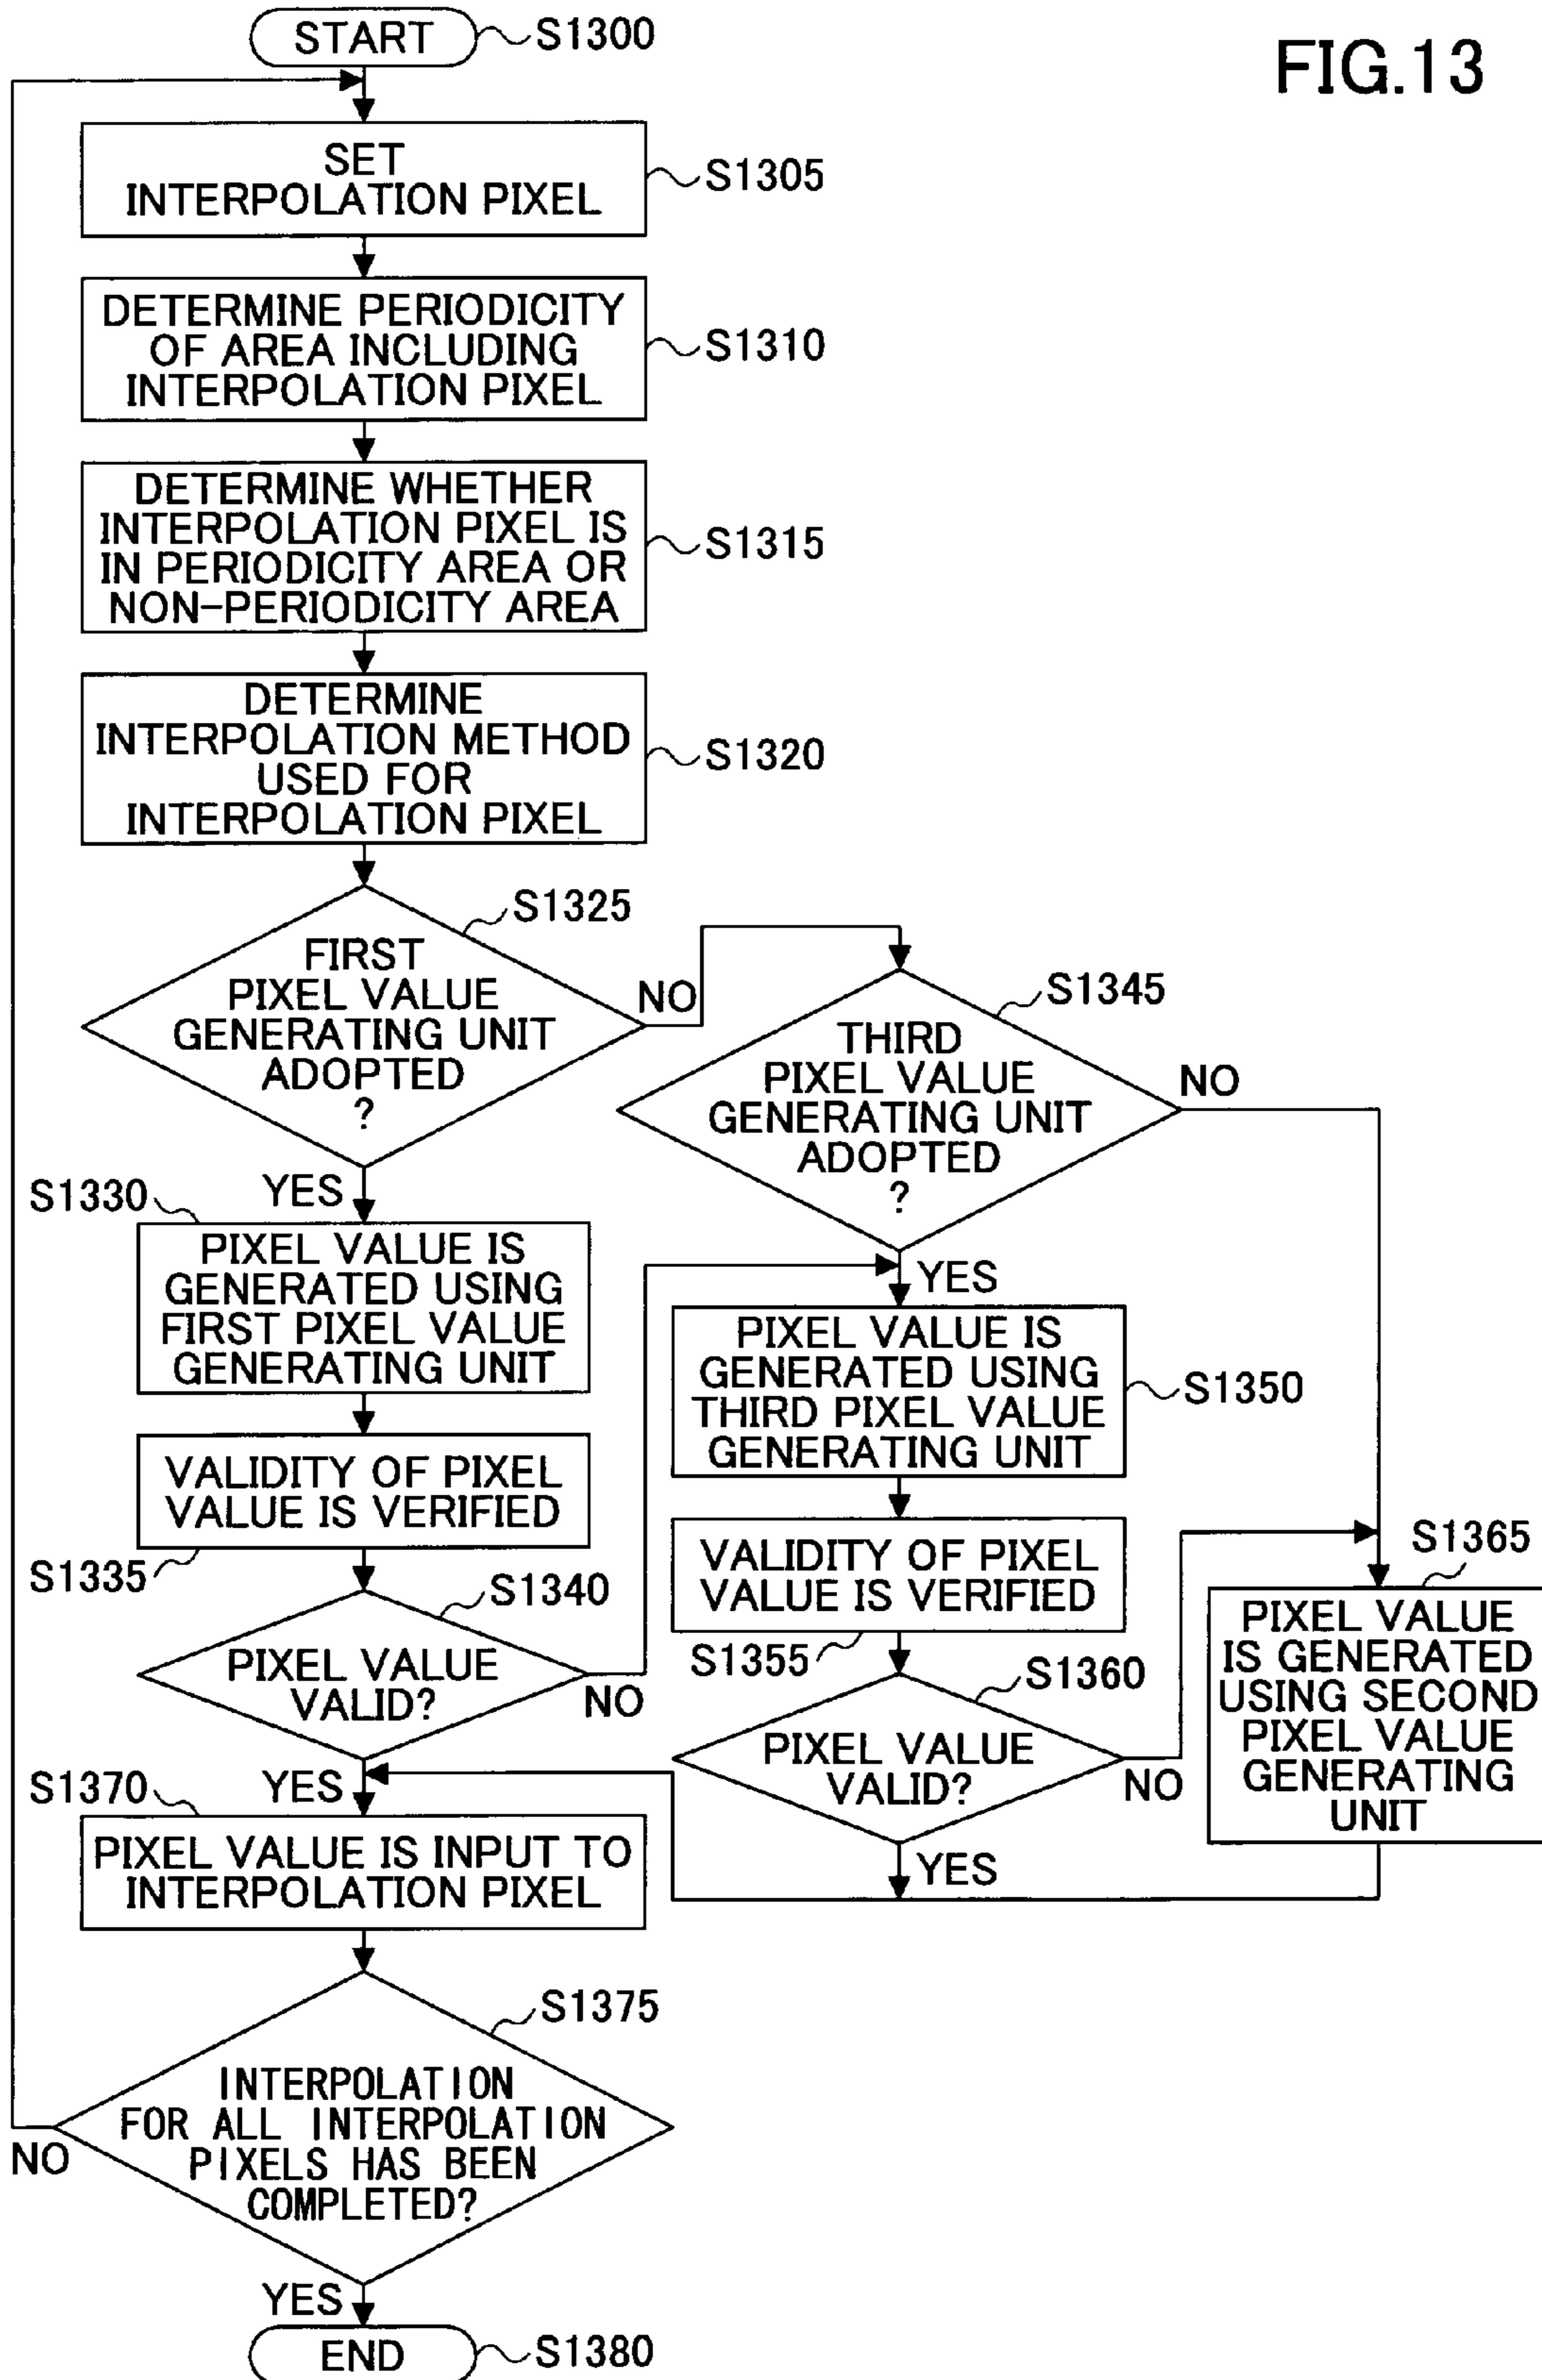 FIG.13
START
S1300
SET
INTERPOLATION PIXEL
S1305
DETERMINE PERIODICITY
OF AREA INCLUDING
INTERPOLATION PIXEL
S1310
DETERMINE WHETHER
INTERPOLATION PIXEL IS
IN PERIODICITY AREA OR
NON-PERIODICITY AREA
S1315
DETERMINE
INTERPOLATION METHOD
USED FOR
INTERPOLATION PIXEL
S1320
S1325
FIRST
PIXEL VALUE
GENERATING UNIT
ADOPTED
?
NO
YES
S1345
THIRD
PIXEL VALUE
GENERATING UNIT
ADOPTED
?
NO
YES
S1330
PIXEL VALUE IS
GENERATED USING
FIRST PIXEL VALUE
GENERATING UNIT
PIXEL VALUE IS
GENERATED USING
THIRD PIXEL VALUE
GENERATING UNIT
S1350
VALIDITY OF PIXEL
VALUE IS VERIFIED
S1335
VALIDITY OF PIXEL
VALUE IS VERIFIED
S1355
S1340
PIXEL VALUE
VALID?
NO
YES
S1360
PIXEL VALUE
VALID?
NO
YES
S1365
PIXEL VALUE
IS GENERATED
USING SECOND
PIXEL VALUE
GENERATING
UNIT
S1370
PIXEL VALUE IS INPUT TO
INTERPOLATION PIXEL
S1375
INTERPOLATION
FOR ALL INTERPOLATION
PIXELS HAS BEEN
COMPLETED?
NO
YES
END
S1380